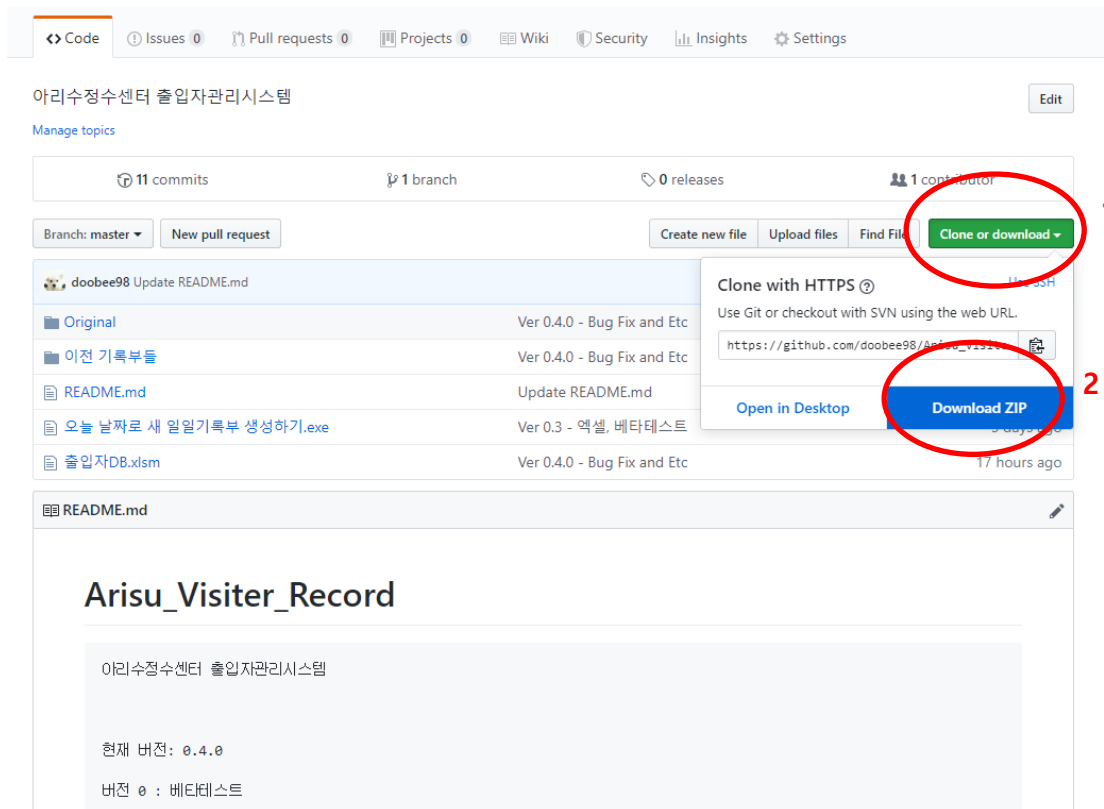 Code Issues 0 Pull requests 0 Projects 0 Wiki Security Insights Settings
아리수정수센터 출입자관리시스템 Edit
Manage topics
11 commits 1 branch 0 releases 1 contributor
Branch: master New pull request Create new file Upload files Find File Clone or download
doobee98 Update README.md
Clone with HTTPS Use SSH
Use Git or checkout with SVN using the web URL.
https://github.com/doobee98/Arisu_Visite
Open in Desktop Download ZIP
2
Original Ver 0.4.0 - Bug Fix and Etc
이전 기록부들 Ver 0.4.0 - Bug Fix and Etc
README.md Update README.md
오늘 날짜로 새 일일기록부 생성하기.exe Ver 0.3 - 엑셀, 베타테스트 days ago
출입자DB.xlsm Ver 0.4.0 - Bug Fix and Etc 17 hours ago
README.md
Arisu_Visiter_Record
아리수정수센터 출입자관리시스템
현재 버전: 0.4.0
버전 0 : 베타테스트